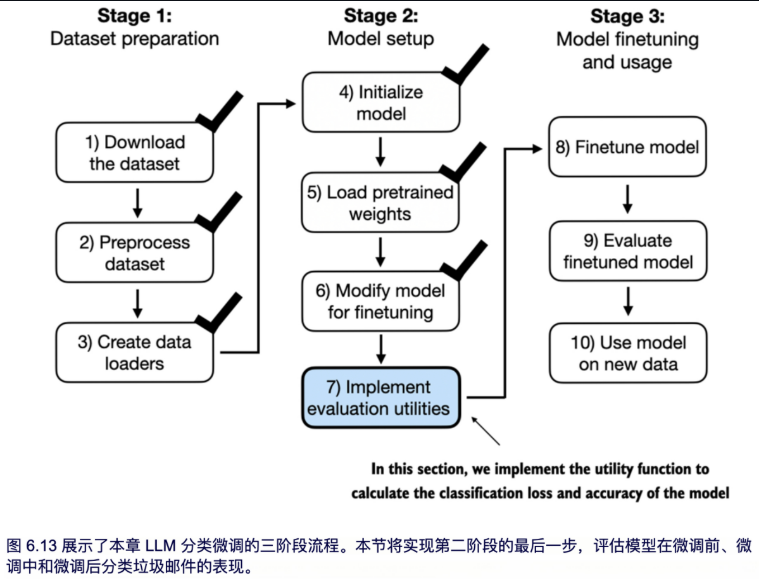 Stage 1:
Dataset preparation
1) Download
the dataset
2) Preprocess
dataset
3) Create data
loaders
Stage 2:
Model setup
4) Initialize
model
5) Load pretrained
weights
6) Modify model
for finetuning
7) Implement
evaluation utilities
In this section, we implement the utility function to
calculate the classification loss and accuracy of the model
Stage 3:
Model finetuning
and usage
8) Finetune model
9) Evaluate
finetuned model
10) Use model
on new data
图 6.13 展示了本章 LLM 分类微调的三阶段流程。本节将实现第二阶段的最后一步，评估模型在微调前、微
调中和微调后分类垃圾邮件的表现。